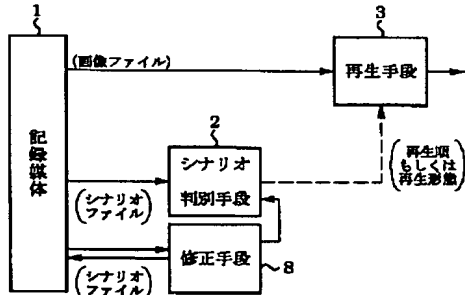 1
3
(画像ファイル)
再生手段
2
記録媒体
シナリオ
判別手段
(シナリオ
ファイル)
(再生順
もしくは
再生形態)
修正手段
8
(シナリオ
ファイル)